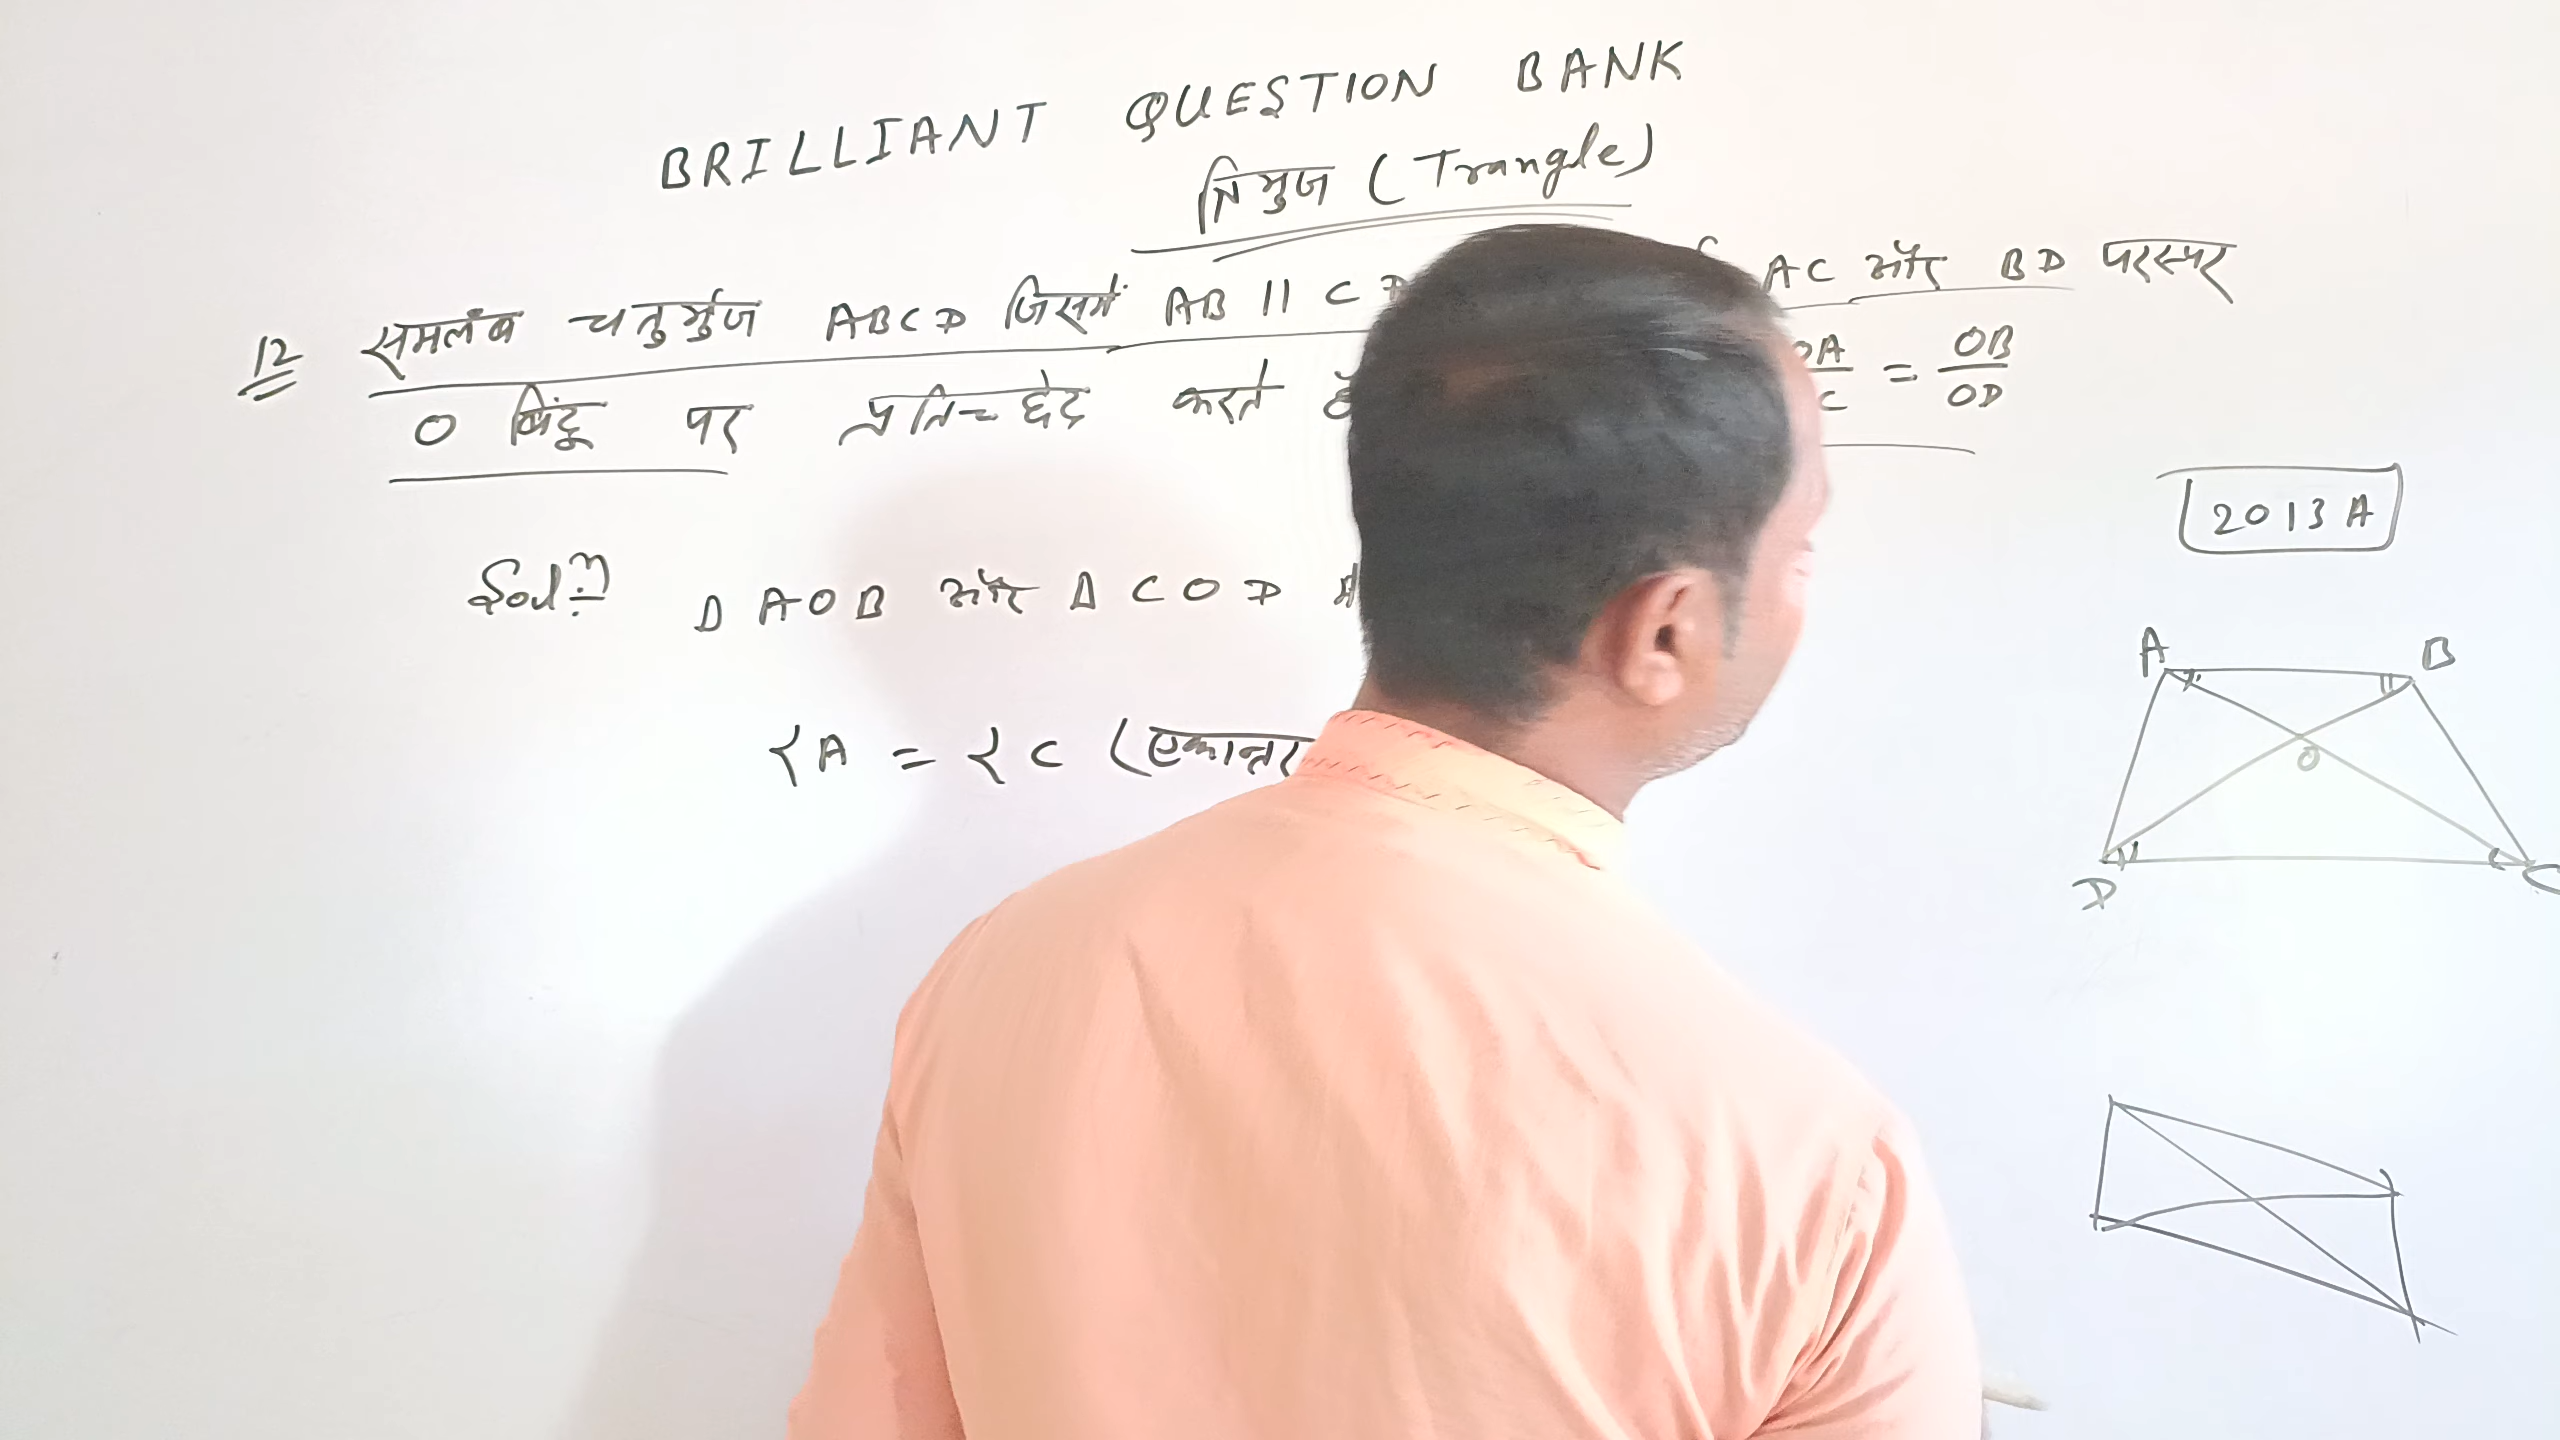 BRILLIANT QUESTION BANK
त्रिभुज (Trangle)
12 समलंब चतुर्भुज ABCD जिसमें AB || C AC और BD परस्पर
O बिंदू पर प्रतिच्छेद करते OA/C = OB/OD
2013 A
Solⁿ Δ AOB और Δ COD
∠A = ∠C (एकान्तर
A B
O
D C